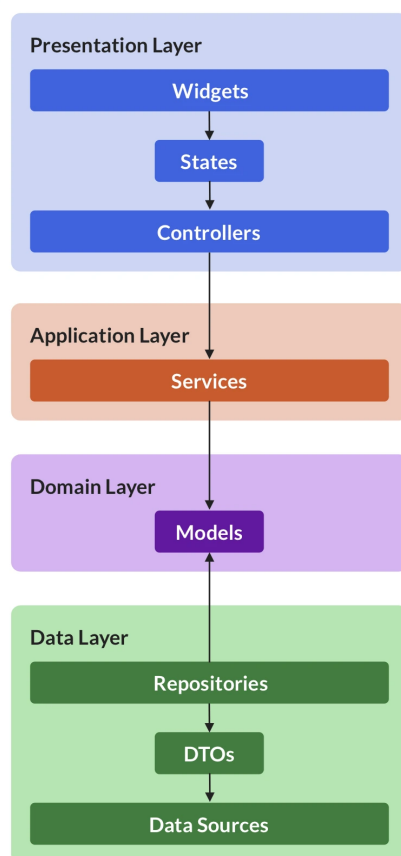 Presentation Layer
Widgets
States
Controllers
Application Layer
Services
Domain Layer
Models
Data Layer
Repositories
DTOs
Data Sources